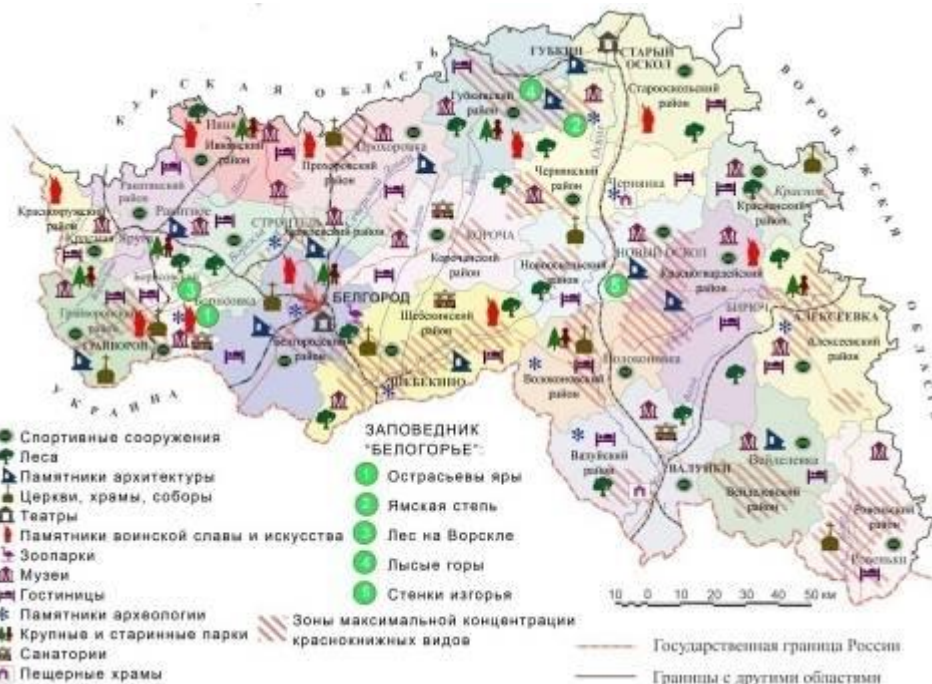 КУРСКАЯ ОБЛАСТЬ
ВОРОНЕЖСКАЯ
ОБЛАСТЬ
УКРАИНА
ГУБКИН
СТАРЫЙ
ОСКОЛ
Старооскольский
район
Губкинский
район
Ивнянский
район
Прохоровка
Прохоровский
район
Чернянский
район
Чернянка
Красненский
район
Ракитянский
район
Ракитное
Краснояружский
район
Красная Яруга
СТРОИТЕЛЬ
Яковлевский район
КОРОЧА
Корочанский
район
НОВЫЙ ОСКОЛ
Новооскольский
район
Красногвардейский
район
БИРЮЧ
АЛЕКСЕЕВКА
Алексеевский
район
Борисовка
БЕЛГОРОД
Белгородский
район
Шебекинский
район
ШЕБЕКИНО
Грайворонский
район
ГРАЙВОРОН
Волоконовка
Волоконовский
район
Валуйский
район
ВАЛУЙКИ
Вейделевка
Вейделевский
район
Ровеньский
район
Ровеньки
Спортивные сооружения
Леса
Памятники архитектуры
Церкви, храмы, соборы
Театры
Памятники воинской славы и искусства
Зоопарки
Музеи
Гостиницы
Памятники археологии
Крупные и старинные парки
Санатории
Пещерные храмы
ЗАПОВЕДНИК
"БЕЛОГОРЬЕ":
1 Острасьевы яры
2 Ямская степь
3 Лес на Ворскле
4 Лысые горы
5 Стенки изгорья
Зоны максимальной концентрации
краснокнижных видов
10 0 10 20 30 40 50 км
Государственная граница России
Границы с другими областями